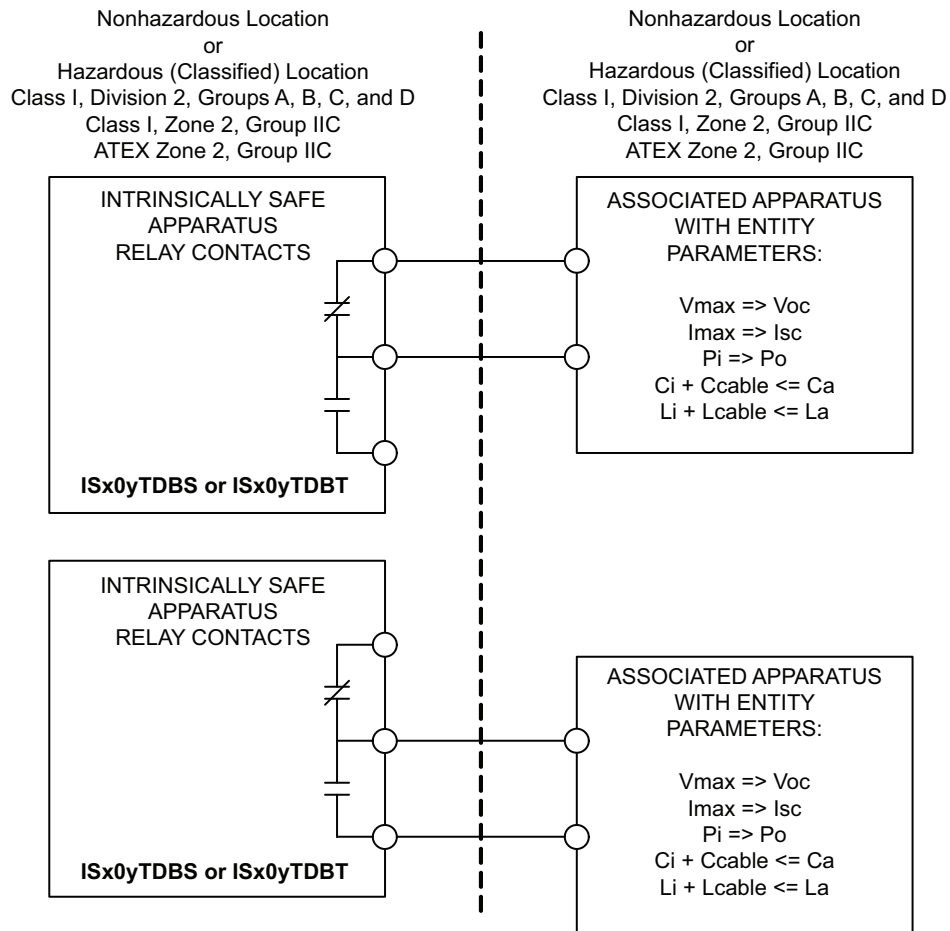 Nonhazardous Location
or
Hazardous (Classified) Location
Class I, Division 2, Groups A, B, C, and D
Class I, Zone 2, Group IIC
ATEX Zone 2, Group IIC
Nonhazardous Location
or
Hazardous (Classified) Location
Class I, Division 2, Groups A, B, C, and D
Class I, Zone 2, Group IIC
ATEX Zone 2, Group IIC
INTRINSICALLY SAFE
APPARATUS
RELAY CONTACTS
ISx0yTDBS or ISx0yTDBT
ASSOCIATED APPARATUS
WITH ENTITY
PARAMETERS:
Vmax => Voc
Imax => Isc
Pi => Po
Ci + Ccable <= Ca
Li + Lcable <= La
INTRINSICALLY SAFE
APPARATUS
RELAY CONTACTS
ISx0yTDBS or ISx0yTDBT
ASSOCIATED APPARATUS
WITH ENTITY
PARAMETERS:
Vmax => Voc
Imax => Isc
Pi => Po
Ci + Ccable <= Ca
Li + Lcable <= La